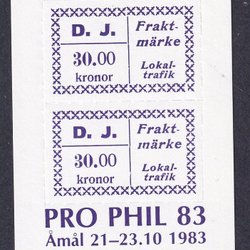 D. J.
30.00
kronor
Frakt-
märke
Lokal-
trafik
D. J.
30.00
kronor
Frakt-
märke
Lokal-
trafik
PRO PHIL 83
Åmål 21–23.10 1983